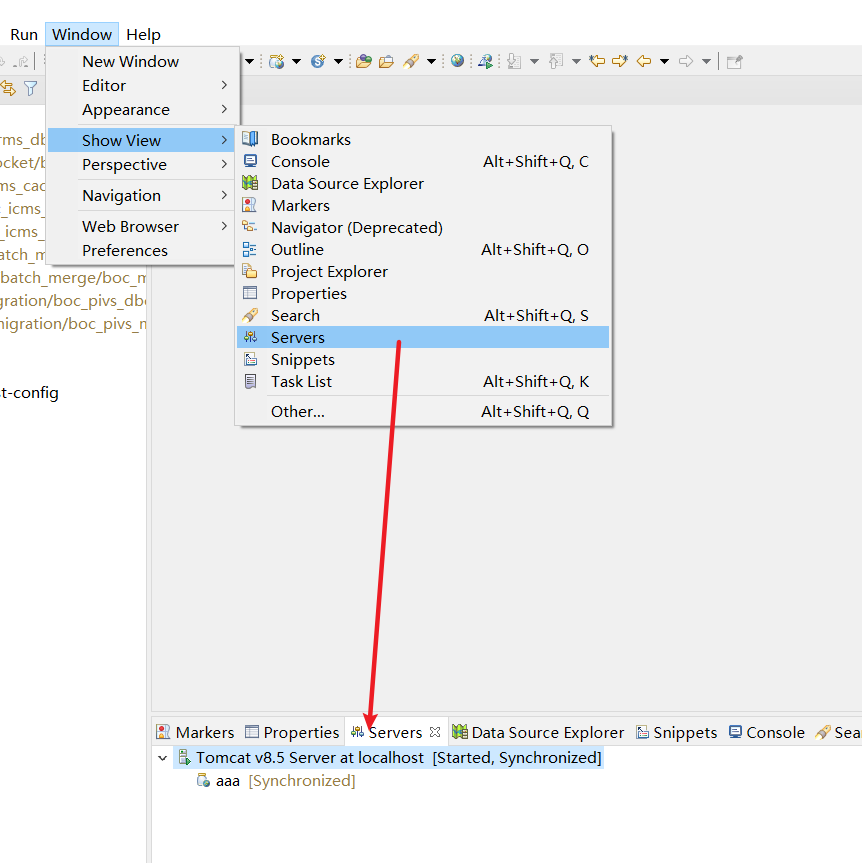 Run Window Help
New Window
Editor
Appearance
Show View
Perspective
Navigation
Web Browser
Preferences
Bookmarks
Console Alt+Shift+Q, C
Data Source Explorer
Markers
Navigator (Deprecated)
Outline Alt+Shift+Q, O
Project Explorer
Properties
Search Alt+Shift+Q, S
Servers
Snippets
Task List Alt+Shift+Q, K
Other... Alt+Shift+Q, Q
rms_db
ocket/b
ms_cac
_icms_
_icms_
atch_m
batch_merge/boc_m
gration/boc_pivs_dbo
nigration/boc_pivs_m
t-config
Markers Properties Servers Data Source Explorer Snippets Console Sea
Tomcat v8.5 Server at localhost [Started, Synchronized]
aaa [Synchronized]